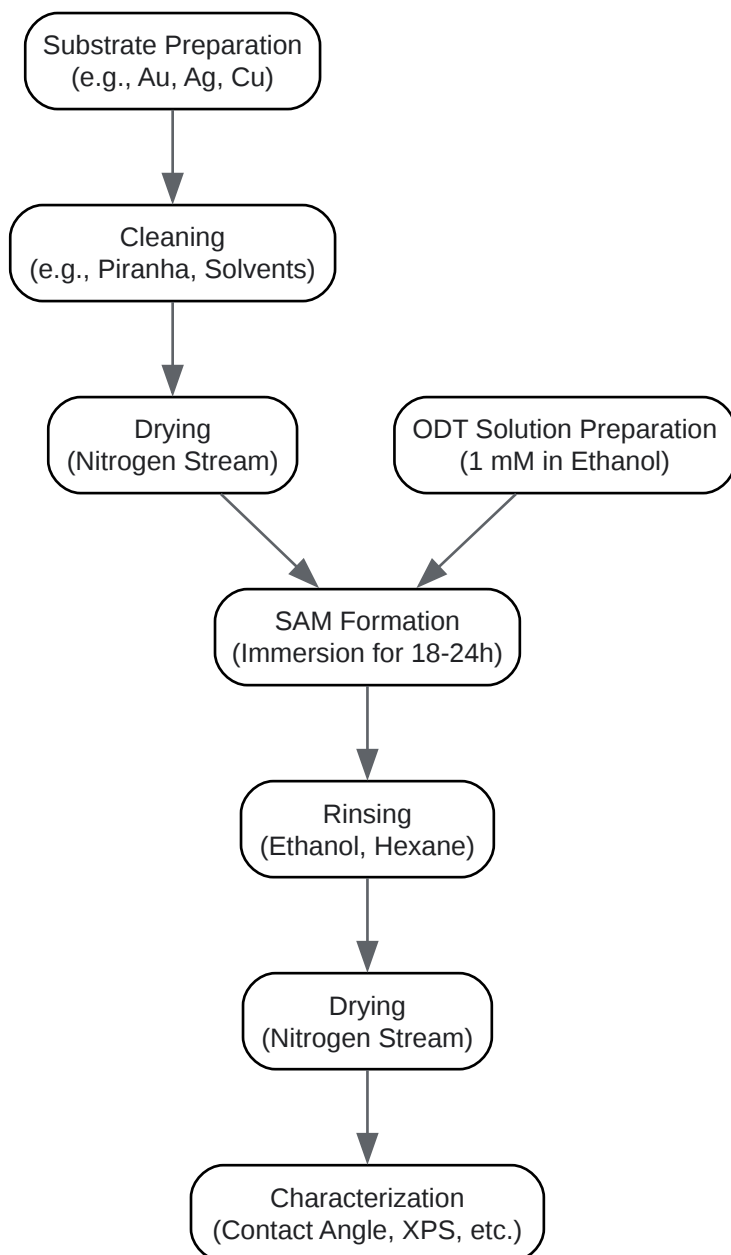 Substrate Preparation
(e.g., Au, Ag, Cu)
Cleaning
(e.g., Piranha, Solvents)
Drying
(Nitrogen Stream)
ODT Solution Preparation
(1 mM in Ethanol)
SAM Formation
(Immersion for 18-24h)
Rinsing
(Ethanol, Hexane)
Drying
(Nitrogen Stream)
Characterization
(Contact Angle, XPS, etc.)